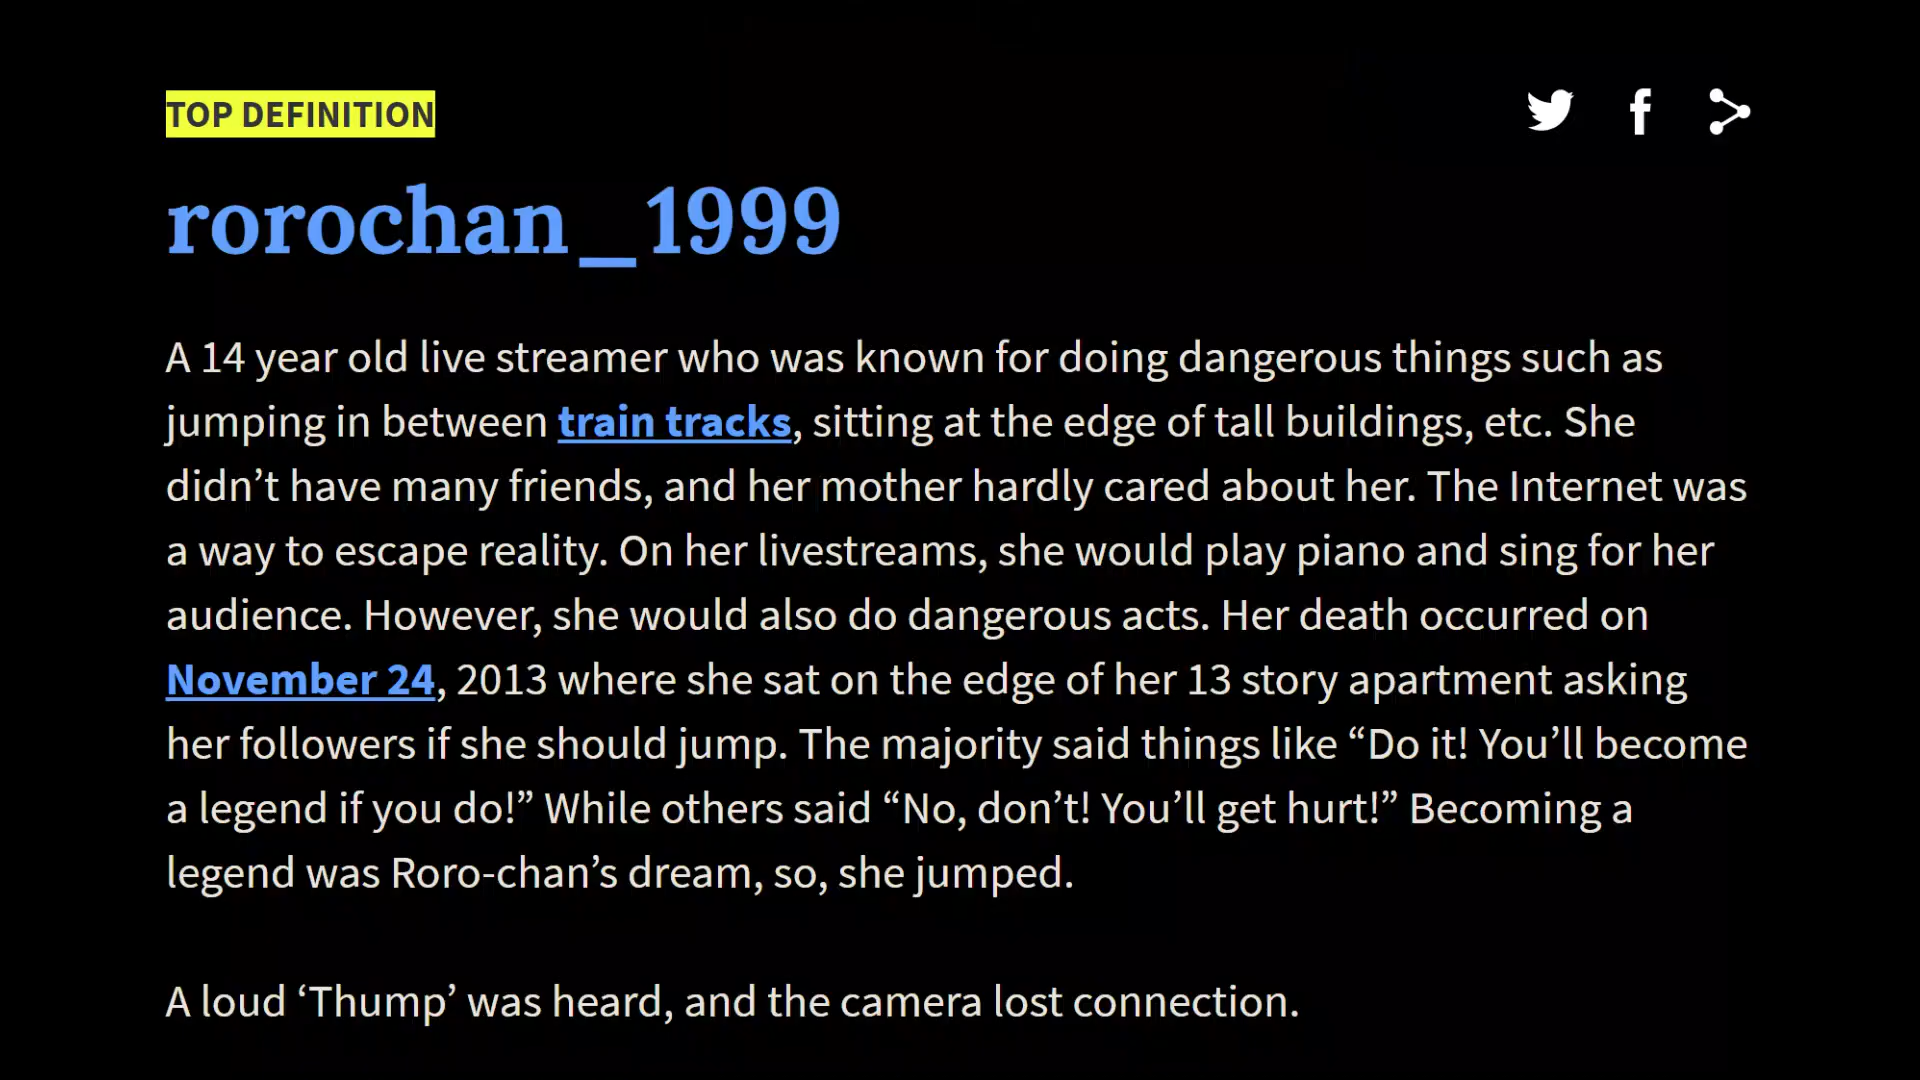 TOP DEFINITION
rorochan_1999
A 14 year old live streamer who was known for doing dangerous things such as
jumping in between train tracks, sitting at the edge of tall buildings, etc. She
didn’t have many friends, and her mother hardly cared about her. The Internet was
a way to escape reality. On her livestreams, she would play piano and sing for her
audience. However, she would also do dangerous acts. Her death occurred on
November 24, 2013 where she sat on the edge of her 13 story apartment asking
her followers if she should jump. The majority said things like “Do it! You’ll become
a legend if you do!” While others said “No, don’t! You’ll get hurt!” Becoming a
legend was Roro-chan’s dream, so, she jumped.
A loud ‘Thump’ was heard, and the camera lost connection.